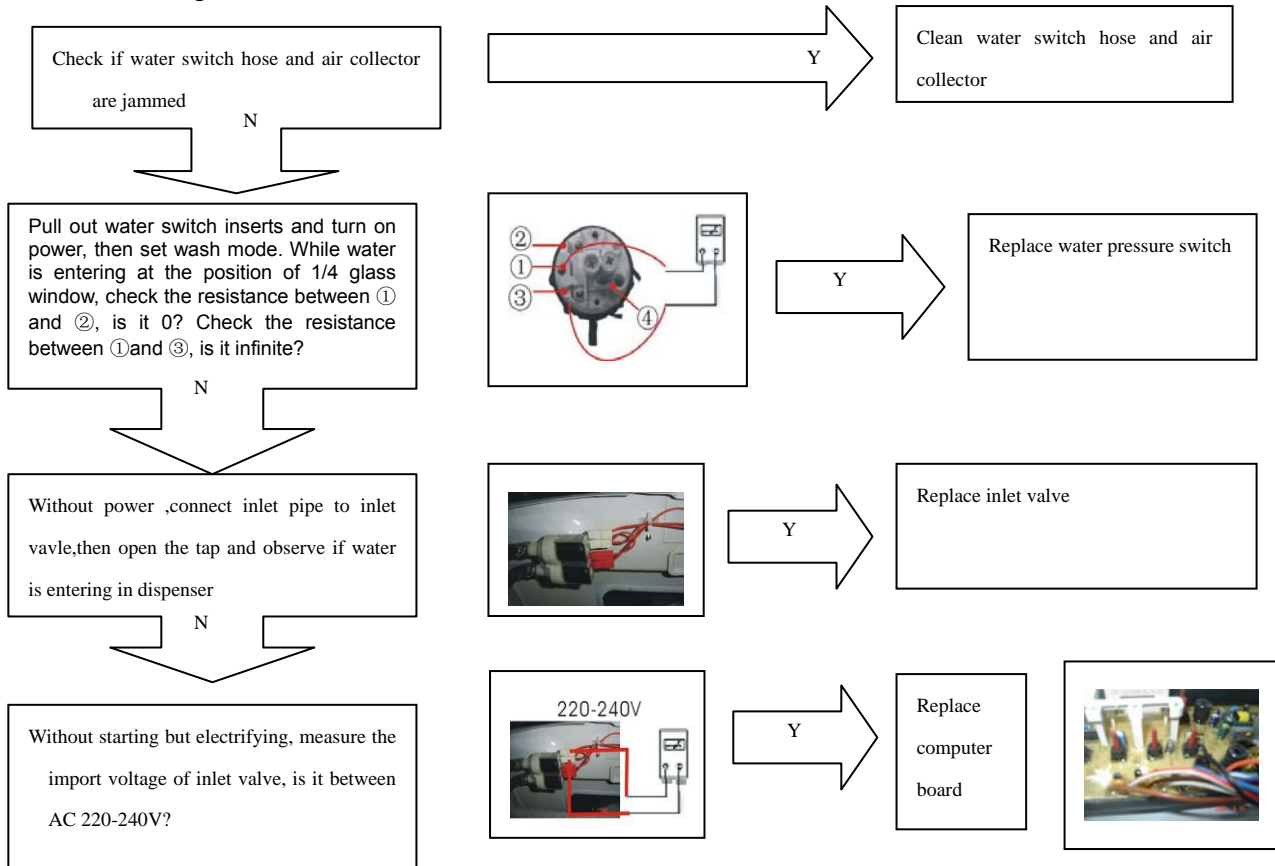 Check if water switch hose and air collector
are jammed
N
Y
Clean water switch hose and air
collector
Pull out water switch inserts and turn on
power, then set wash mode. While water
is entering at the position of 1/4 glass
window, check the resistance between ①
and ②, is it 0? Check the resistance
between ①and ③, is it infinite?
N
②
①
③
④
Y
Replace water pressure switch
Without power ,connect inlet pipe to inlet
vavle,then open the tap and observe if water
is entering in dispenser
N
Y
Replace inlet valve
Without starting but electrifying, measure the
import voltage of inlet valve, is it between
AC 220-240V?
220-240V
Y
Replace
computer
board